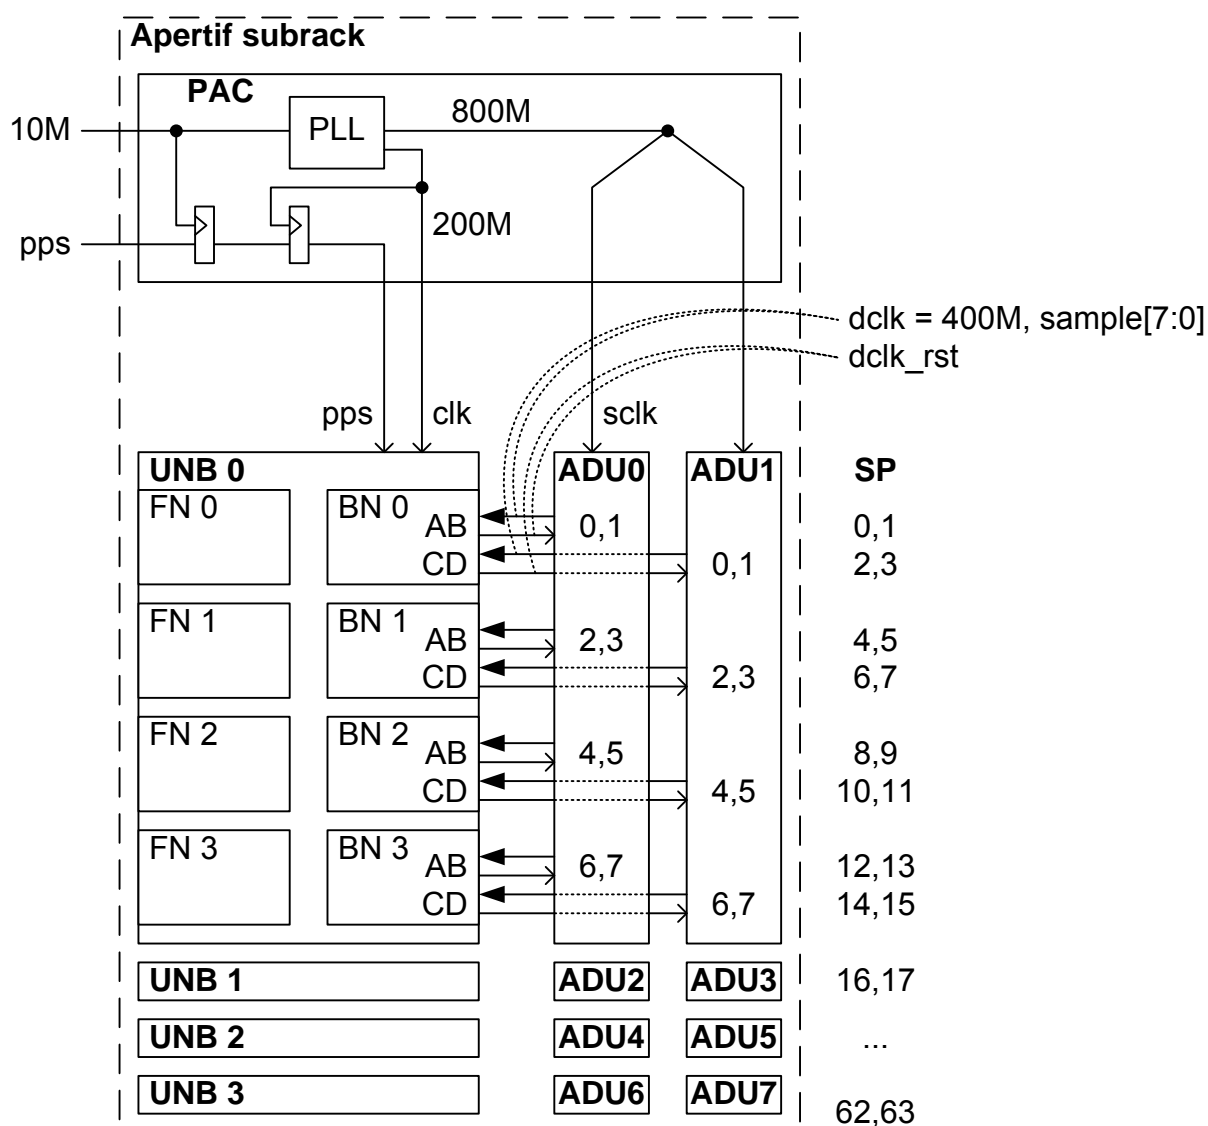 Apertif subrack
PAC
10M
PLL
800M
200M
pps
dclk = 400M, sample[7:0]
dclk_rst
pps
clk
sclk
UNB 0
ADU0
ADU1
SP
FN 0
BN 0
AB
0,1
0,1
CD
0,1
2,3
FN 1
BN 1
AB
2,3
4,5
CD
2,3
6,7
FN 2
BN 2
AB
4,5
8,9
CD
4,5
10,11
FN 3
BN 3
AB
6,7
12,13
CD
6,7
14,15
UNB 1
ADU2
ADU3
16,17
UNB 2
ADU4
ADU5
...
UNB 3
ADU6
ADU7
62,63